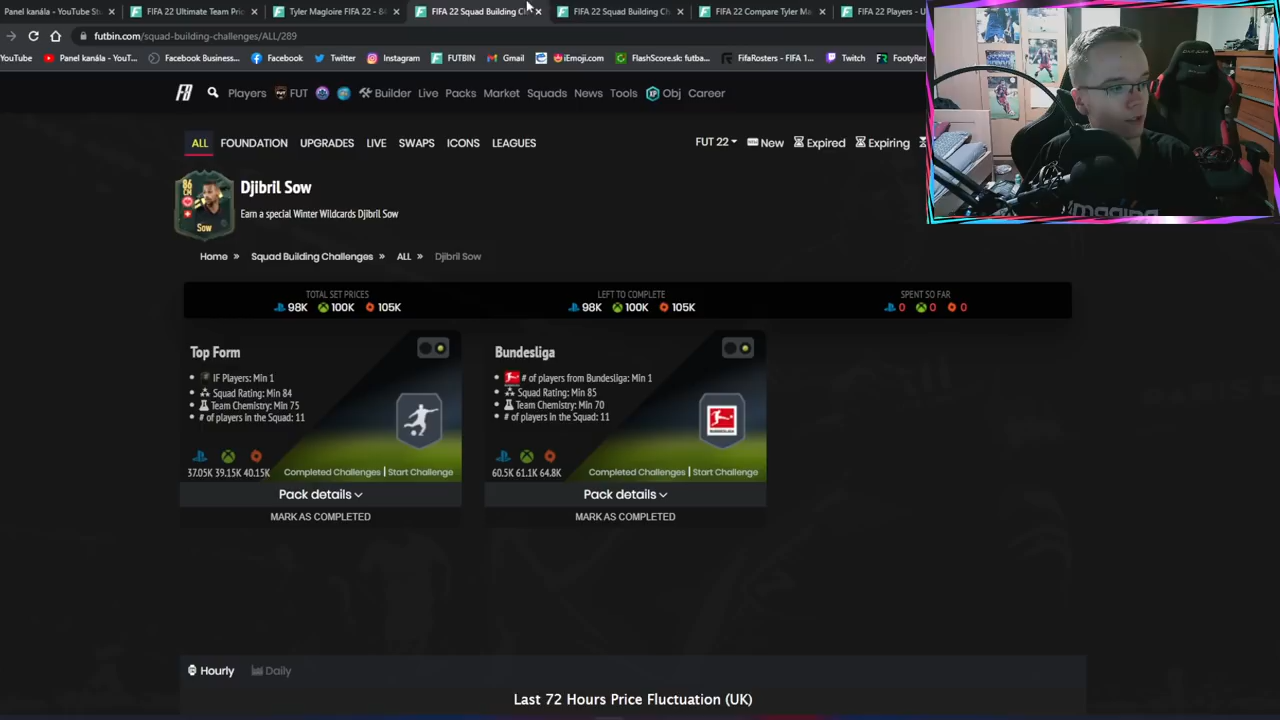 Panel kanála - YouTube Stu
FIFA 22 Ultimate Team Pri
Tyler Magloire FIFA 22 - 8
FIFA 22 Squad Building C
FIFA 22 Squad Building Ch
FIFA 22 Compare Tyler Ma
FIFA 22 Players - U
futbin.com/squad-building-challenges/ALL/289
YouTube
Panel kanála - YouT...
Facebook Business...
Facebook
Twitter
Instagram
FUTBIN
Gmail
iEmoji.com
FlashScore.sk: futba...
FifaRosters - FIFA 1...
Twitch
FootyRen
Players FUT Builder Live Packs Market Squads News Tools Obj Career
ALL FOUNDATION UPGRADES LIVE SWAPS ICONS LEAGUES
FUT 22 New Expired Expiring
86
CM
Sow
Djibril Sow
Earn a special Winter Wildcards Djibril Sow
Home » Squad Building Challenges » ALL » Djibril Sow
TOTAL SET PRICES
98K 100K 105K
LEFT TO COMPLETE
98K 100K 105K
SPENT SO FAR
0 0 0
Top Form
IF Players: Min 1
Squad Rating: Min 84
Team Chemistry: Min 75
# of players in the Squad: 11
37.05K 39.15K 40.15K
Completed Challenges | Start Challenge
Pack details
MARK AS COMPLETED
Bundesliga
# of players from Bundesliga: Min 1
Squad Rating: Min 85
Team Chemistry: Min 70
# of players in the Squad: 11
60.5K 61.1K 64.8K
Completed Challenges | Start Challenge
Pack details
MARK AS COMPLETED
Hourly Daily
Last 72 Hours Price Fluctuation (UK)